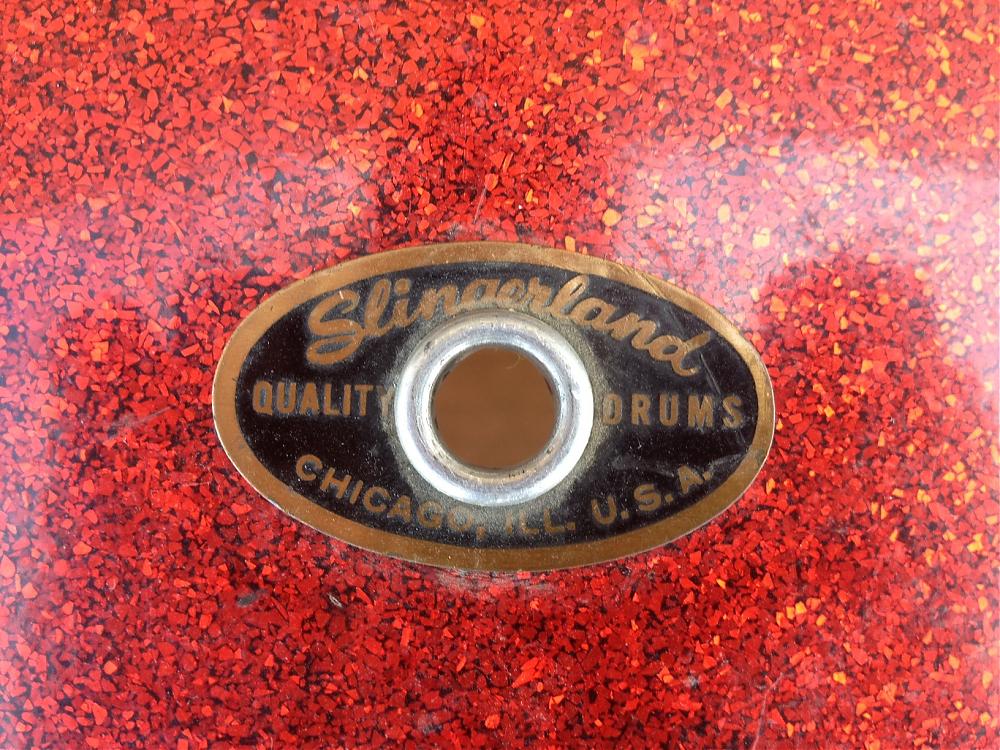 Slingerland
QUALITY DRUMS
CHICAGO, ILL. U.S.A.